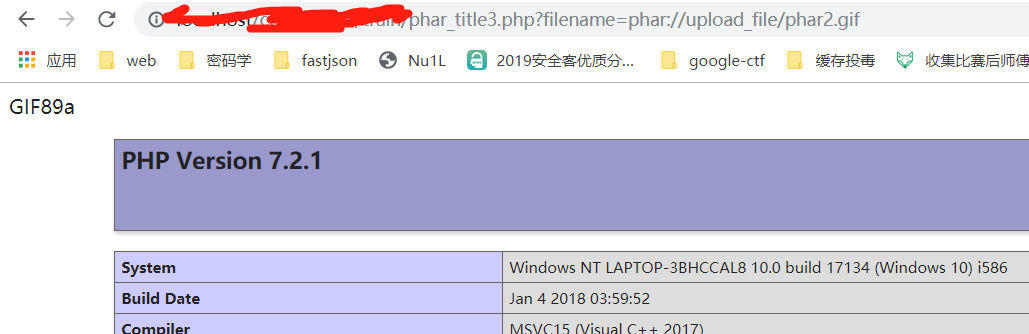 phar_title3.php?filename=phar://upload_file/phar2.gif
应用 web 密码学 fastjson Nu1L 2019安全客优质分... google-ctf 缓存投毒 收集比赛后师傅
GIF89a
PHP Version 7.2.1
System Windows NT LAPTOP-3BHCCAL8 10.0 build 17134 (Windows 10) i586
Build Date Jan 4 2018 03:59:52
Compiler MSVC15 (Visual C++ 2017)